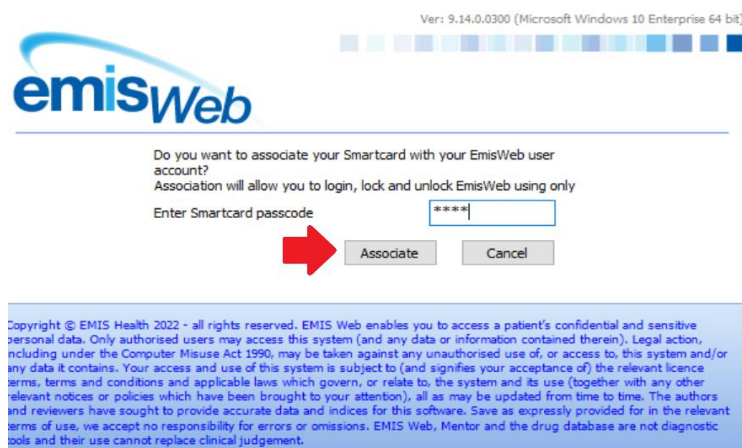 Ver: 9.14.0.0300 (Microsoft Windows 10 Enterprise 64 bit)
emisWeb
Do you want to associate your Smartcard with your EmisWeb user
account?
Association will allow you to login, lock and unlock EmisWeb using only
Enter Smartcard passcode ****
Associate Cancel
Copyright © EMIS Health 2022 - all rights reserved. EMIS Web enables you to access a patient's confidential and sensitive
personal data. Only authorised users may access this system (and any data or information contained therein). Legal action,
including under the Computer Misuse Act 1990, may be taken against any unauthorised use of, or access to, this system and/or
any data it contains. Your access and use of this system is subject to (and signifies your acceptance of) the relevant licence
terms, terms and conditions and applicable laws which govern, or relate to, the system and its use (together with any other
relevant notices or policies which have been brought to your attention), all as may be updated from time to time. The authors
and reviewers have sought to provide accurate data and indices for this software. Save as expressly provided for in the relevant
terms of use, we accept no responsibility for errors or omissions. EMIS Web, Mentor and the drug database are not diagnostic
tools and their use cannot replace clinical judgement.